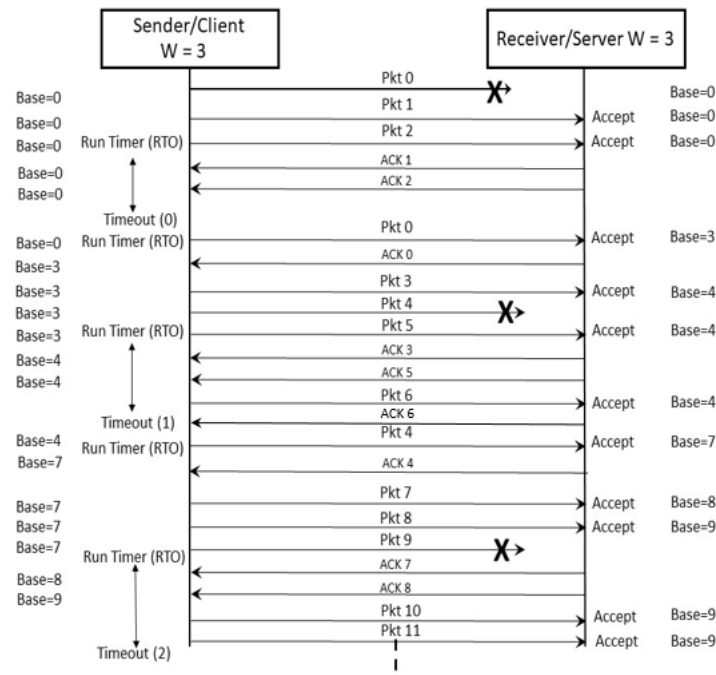 Sender/Client
W = 3
Receiver/Server W = 3
Pkt 0
Base=0
Base=0
Pkt 1
Base=0
Accept
Base=0
Pkt 2
Base=0
Run Timer (RTO)
Accept
Base=0
ACK 1
Base=0
ACK 2
Base=0
Timeout (0)
Pkt 0
Base=0
Run Timer (RTO)
Accept
Base=3
ACK 0
Base=3
Pkt 3
Base=3
Accept
Base=4
Pkt 4
Base=3
Pkt 5
Base=3
Run Timer (RTO)
Accept
Base=4
ACK 3
Base=4
ACK 5
Base=4
Pkt 6
Accept
Base=4
ACK 6
Timeout (1)
Pkt 4
Base=4
Run Timer (RTO)
Accept
Base=7
ACK 4
Base=7
Pkt 7
Base=7
Accept
Base=8
Pkt 8
Base=7
Accept
Base=9
Pkt 9
Base=7
Run Timer (RTO)
ACK 7
Base=8
ACK 8
Base=9
Pkt 10
Accept
Base=9
Pkt 11
Accept
Base=9
Timeout (2)